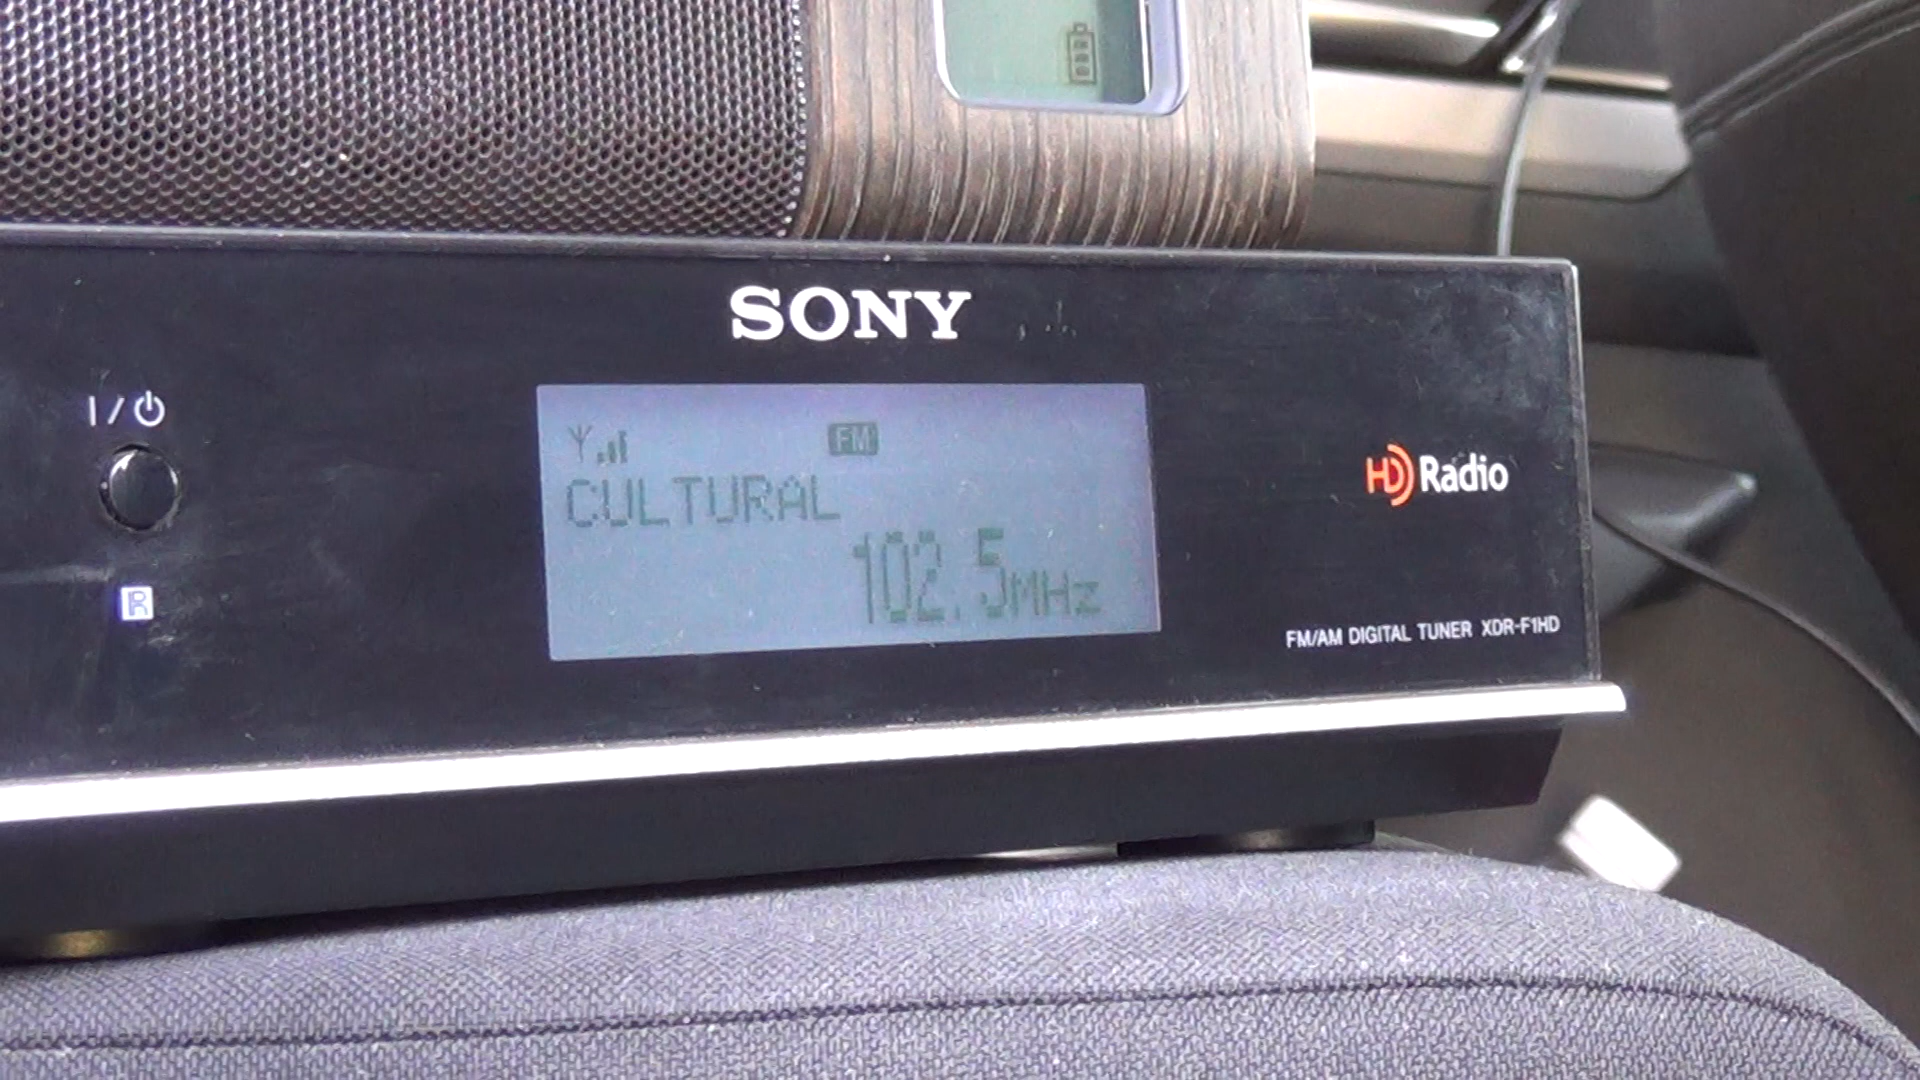 SONY
I/⏻
FM
CULTURAL
102.5MHz
R
HD Radio
FM/AM DIGITAL TUNER XDR-F1HD